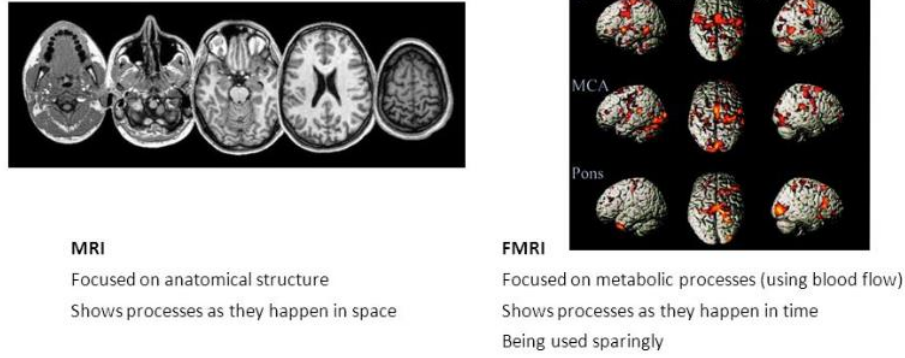 MCA
Pons
MRI
Focused on anatomical structure
Shows processes as they happen in space
FMRI
Focused on metabolic processes (using blood flow)
Shows processes as they happen in time
Being used sparingly